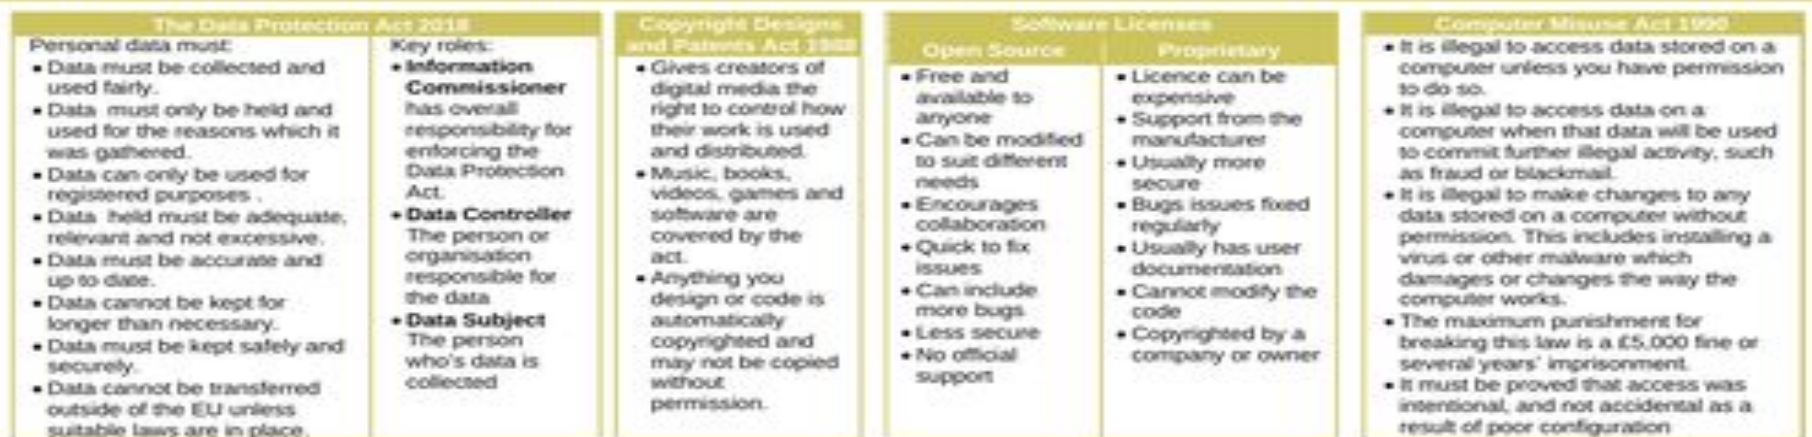 The Data Protection Act 2018
Personal data must:
• Data must be collected and
used fairly.
• Data must only be held and
used for the reasons which it
was gathered.
• Data can only be used for
registered purposes .
• Data held must be adequate,
relevant and not excessive.
• Data must be accurate and
up to date.
• Data cannot be kept for
longer than necessary.
• Data must be kept safely and
securely.
• Data cannot be transferred
outside of the EU unless
suitable laws are in place.
Key roles:
• Information
Commissioner
has overall
responsibility for
enforcing the
Data Protection
Act.
• Data Controller
The person or
organisation
responsible for
the data
• Data Subject
The person
who's data is
collected
Copyright Designs
and Patents Act 1988
• Gives creators of
digital media the
right to control how
their work is used
and distributed.
• Music, books,
videos, games and
software are
covered by the
act.
• Anything you
design or code is
automatically
copyrighted and
may not be copied
without
permission.
Software Licenses
Open Source
• Free and
available to
anyone
• Can be modified
to suit different
needs
• Encourages
collaboration
• Quick to fix
issues
• Can include
more bugs
• Less secure
• No official
support
Proprietary
• Licence can be
expensive
• Support from the
manufacturer
• Usually more
secure
• Bugs issues fixed
regularly
• Usually has user
documentation
• Cannot modify the
code
• Copyrighted by a
company or owner
Computer Misuse Act 1990
• It is illegal to access data stored on a
computer unless you have permission
to do so.
• It is illegal to access data on a
computer when that data will be used
to commit further illegal activity, such
as fraud or blackmail.
• It is illegal to make changes to any
data stored on a computer without
permission. This includes installing a
virus or other malware which
damages or changes the way the
computer works.
• The maximum punishment for
breaking this law is a £5,000 fine or
several years' imprisonment.
• It must be proved that access was
intentional, and not accidental as a
result of poor configuration